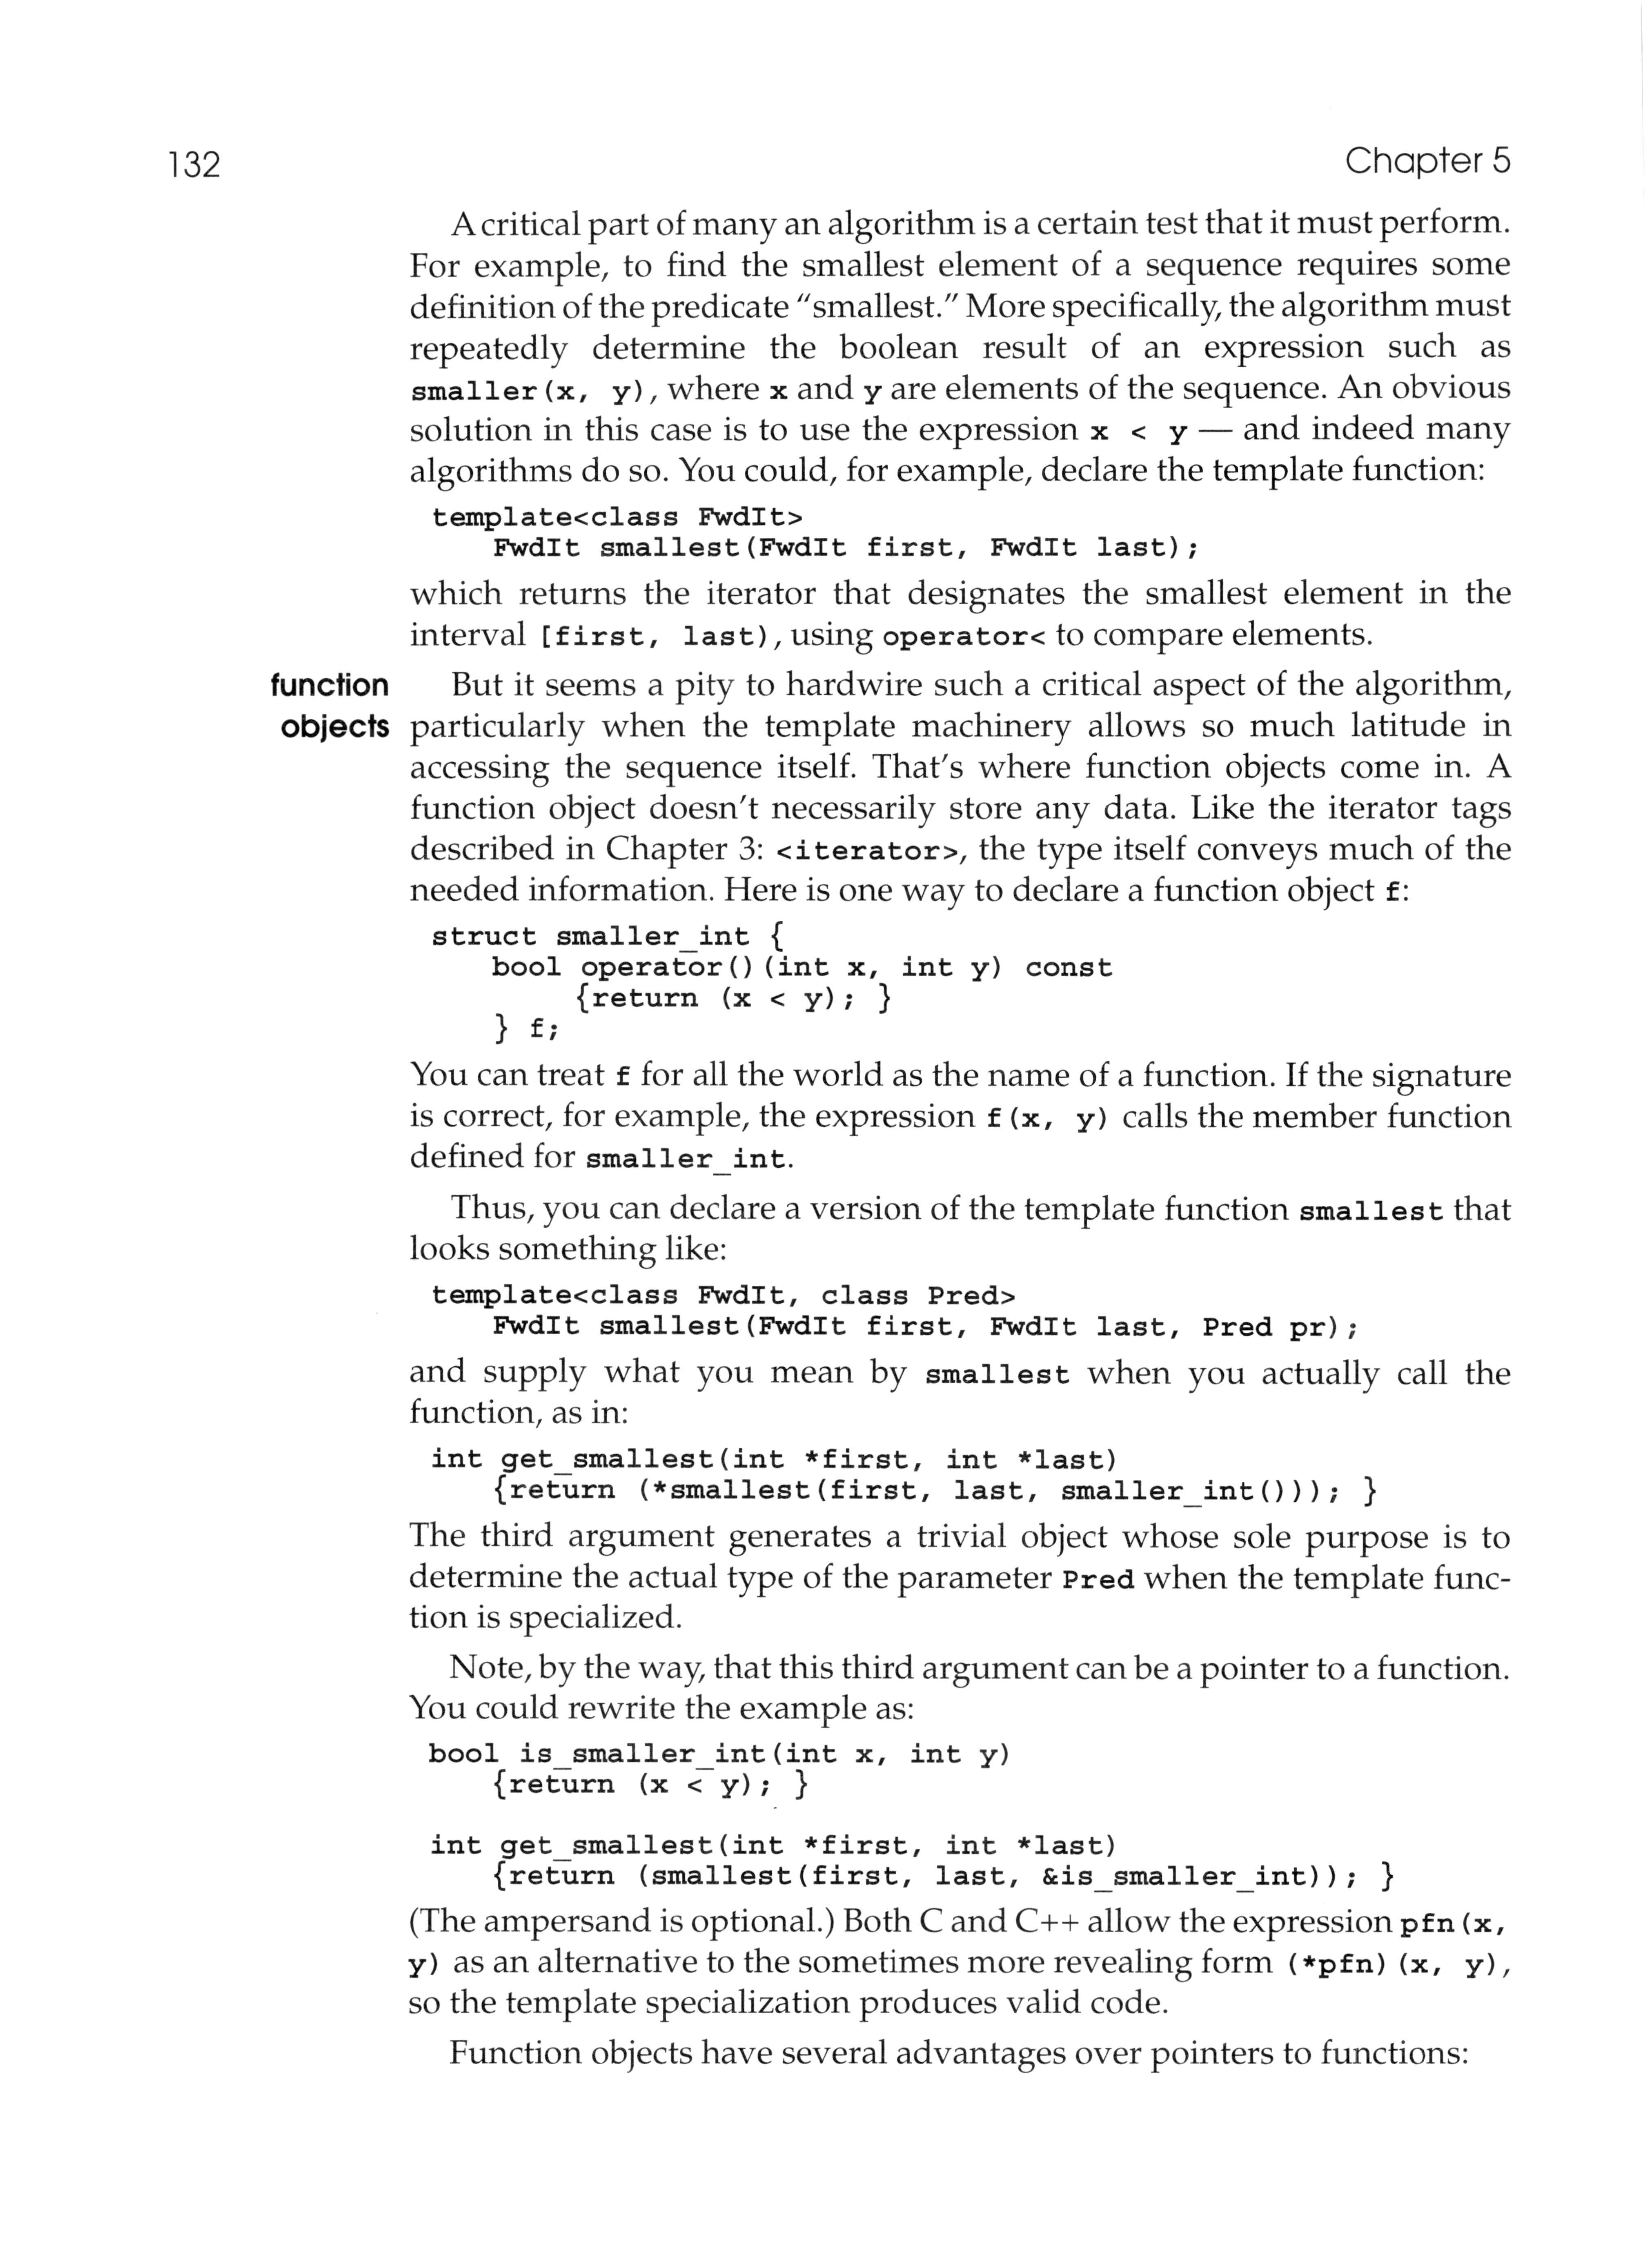 132
Chapter 5
A critical part of many an algorithm is a certain test that it must perform.
For example, to find the smallest element of a sequence requires some
definition of the predicate "smallest." More specifically, the algorithm must
repeatedly determine the boolean result of an expression such as
smaller(x, y), where x and y are elements of the sequence. An obvious
solution in this case is to use the expression x < y — and indeed many
algorithms do so. You could, for example, declare the template function:
template<class FwdIt>
    FwdIt smallest(FwdIt first, FwdIt last);
which returns the iterator that designates the smallest element in the
interval [first, last), using operator< to compare elements.
function
objects
But it seems a pity to hardwire such a critical aspect of the algorithm,
particularly when the template machinery allows so much latitude in
accessing the sequence itself. That's where function objects come in. A
function object doesn't necessarily store any data. Like the iterator tags
described in Chapter 3: <iterator>, the type itself conveys much of the
needed information. Here is one way to declare a function object f:
struct smaller_int {
    bool operator()(int x, int y) const
        {return (x < y); }
    } f;
You can treat f for all the world as the name of a function. If the signature
is correct, for example, the expression f(x, y) calls the member function
defined for smaller_int.
Thus, you can declare a version of the template function smallest that
looks something like:
template<class FwdIt, class Pred>
    FwdIt smallest(FwdIt first, FwdIt last, Pred pr);
and supply what you mean by smallest when you actually call the
function, as in:
int get_smallest(int *first, int *last)
    {return (*smallest(first, last, smaller_int())); }
The third argument generates a trivial object whose sole purpose is to
determine the actual type of the parameter Pred when the template func-
tion is specialized.
Note, by the way, that this third argument can be a pointer to a function.
You could rewrite the example as:
bool is_smaller_int(int x, int y)
    {return (x < y); }
int get_smallest(int *first, int *last)
    {return (smallest(first, last, &is_smaller_int)); }
(The ampersand is optional.) Both C and C++ allow the expression pfn(x,
y) as an alternative to the sometimes more revealing form (*pfn)(x, y),
so the template specialization produces valid code.
Function objects have several advantages over pointers to functions: